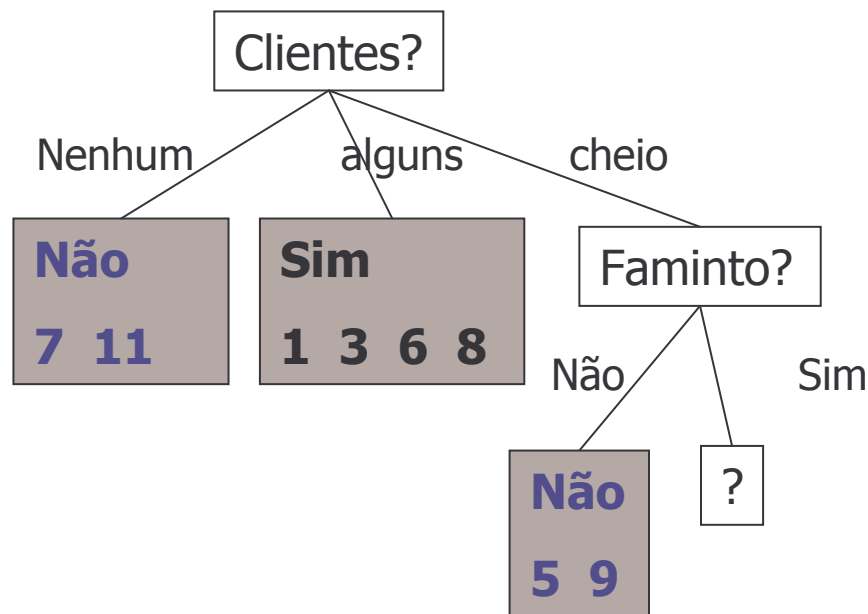 Clientes?
Nenhum alguns cheio
Não
7 11
Sim
1 3 6 8
Faminto?
Não Sim
Não
5 9
?